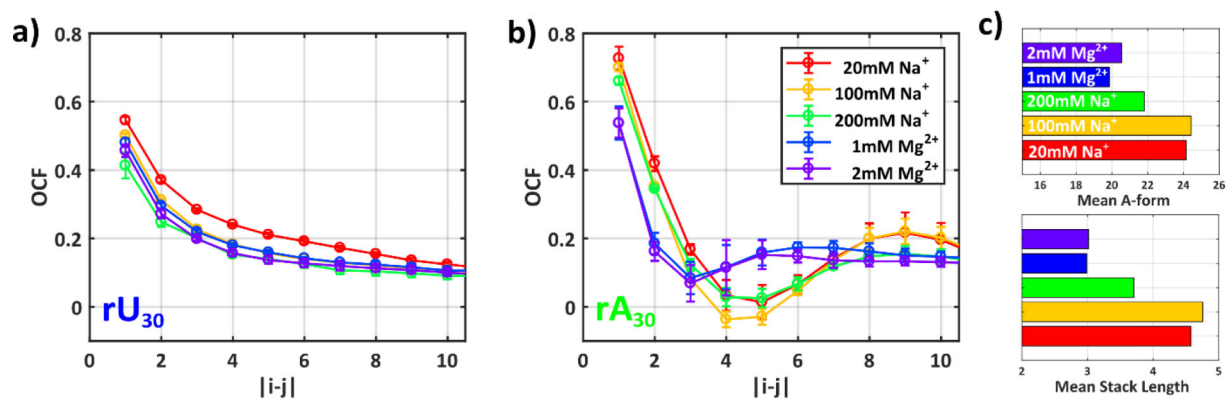 a)
0.8
0.6
0.4
0.2
0
OCF
rU30
0 2 4 6 8 10
|i-j|
b)
0.8
0.6
0.4
0.2
0
OCF
20mM Na+
100mM Na+
200mM Na+
1mM Mg2+
2mM Mg2+
rA30
0 2 4 6 8 10
|i-j|
c)
2mM Mg2+
1mM Mg2+
200mM Na+
100mM Na+
20mM Na+
16 18 20 22 24 26
Mean A-form
2 3 4 5
Mean Stack Length